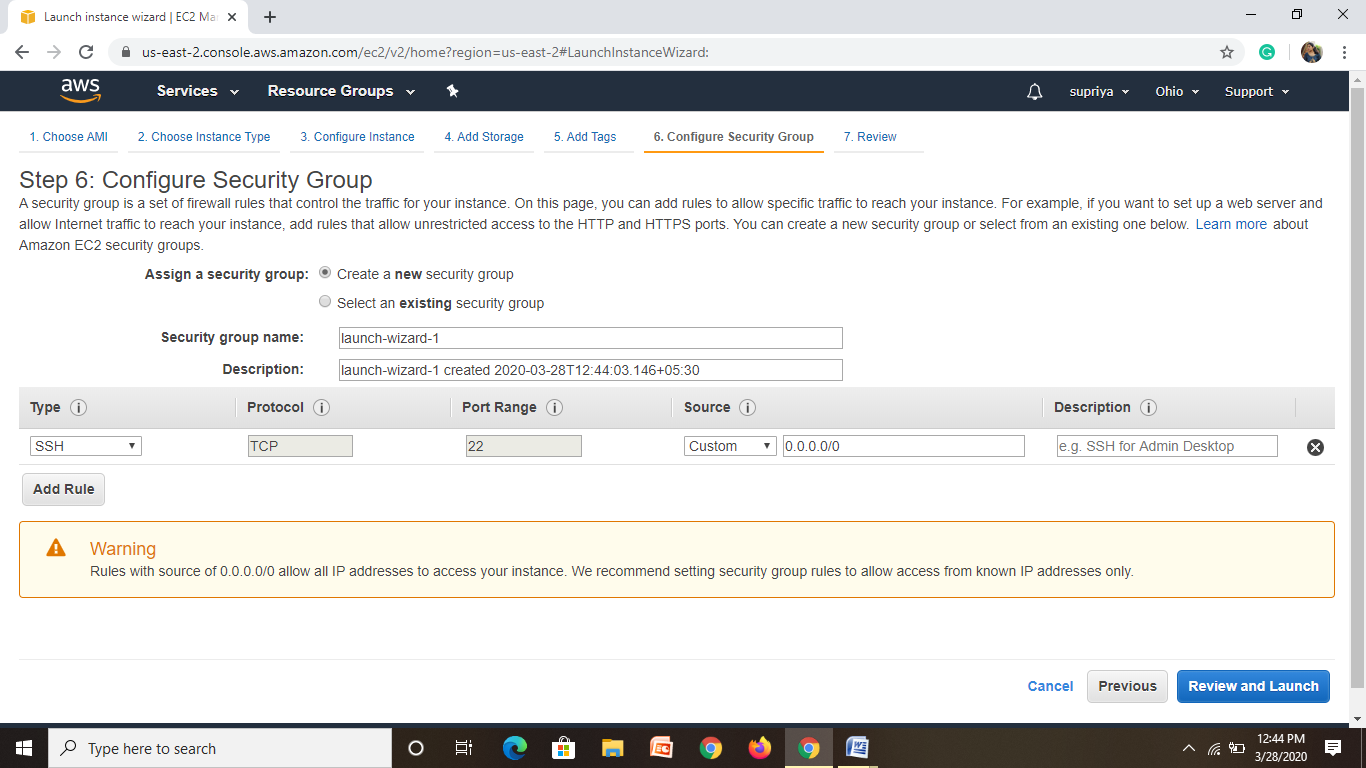 Launch instance wizard | EC2 Ma
us-east-2.console.aws.amazon.com/ec2/v2/home?region=us-east-2#LaunchInstanceWizard:
aws Services Resource Groups supriya Ohio Support
1. Choose AMI 2. Choose Instance Type 3. Configure Instance 4. Add Storage 5. Add Tags 6. Configure Security Group 7. Review
Step 6: Configure Security Group
A security group is a set of firewall rules that control the traffic for your instance. On this page, you can add rules to allow specific traffic to reach your instance. For example, if you want to set up a web server and
allow Internet traffic to reach your instance, add rules that allow unrestricted access to the HTTP and HTTPS ports. You can create a new security group or select from an existing one below. Learn more about
Amazon EC2 security groups.
Assign a security group: Create a new security group
Select an existing security group
Security group name: launch-wizard-1
Description: launch-wizard-1 created 2020-03-28T12:44:03.146+05:30
Type i Protocol i Port Range i Source i Description i
SSH TCP 22 Custom 0.0.0.0/0 e.g. SSH for Admin Desktop
Add Rule
Warning
Rules with source of 0.0.0.0/0 allow all IP addresses to access your instance. We recommend setting security group rules to allow access from known IP addresses only.
Cancel Previous Review and Launch
Type here to search
12:44 PM
3/28/2020